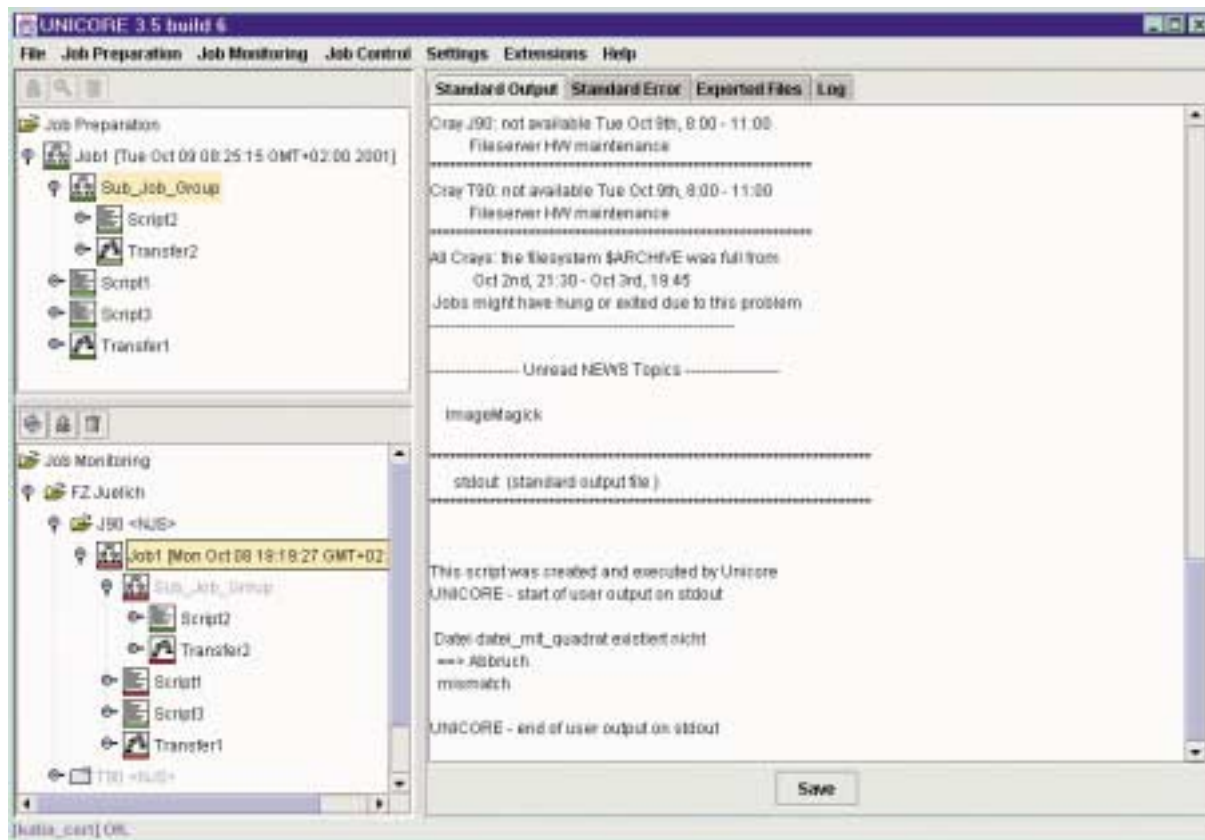 UNICORE 3.5 build 6
File Job Preparation Job Monitoring Job Control Settings Extensions Help
Job Preparation
Job1 [Tue Oct 09 08:25:15 GMT+02:00 2001]
Sub_Job_Group
Script2
Transfer2
Script1
Script3
Transfer1
Job Monitoring
FZ Juelich
J90 <NJS>
Job1 [Mon Oct 08 19:19:27 GMT+02:
Sub_Job_Group
Script2
Transfer2
Script1
Script3
Transfer1
T90 <NJS>
Standard Output Standard Error Exported Files Log
Cray J90: not available Tue Oct 9th, 8:00 - 11:00
Fileserver HW maintenance
Cray T90: not available Tue Oct 9th, 8:00 - 11:00
Fileserver HW maintenance
All Crays: the filesystem $ARCHIVE was full from
Oct 2nd, 21:30 - Oct 3rd, 19:45
Jobs might have hung or exited due to this problem
------------------ Unread NEWS Topics -------------------
ImageMagick
stdout (standard output file )
This script was created and executed by Unicore
UNICORE - start of user output on stdout
Datei datei_mit_quadrat existiert nicht
==> Abbruch
mismatch
UNICORE - end of user output on stdout
Save
OK.